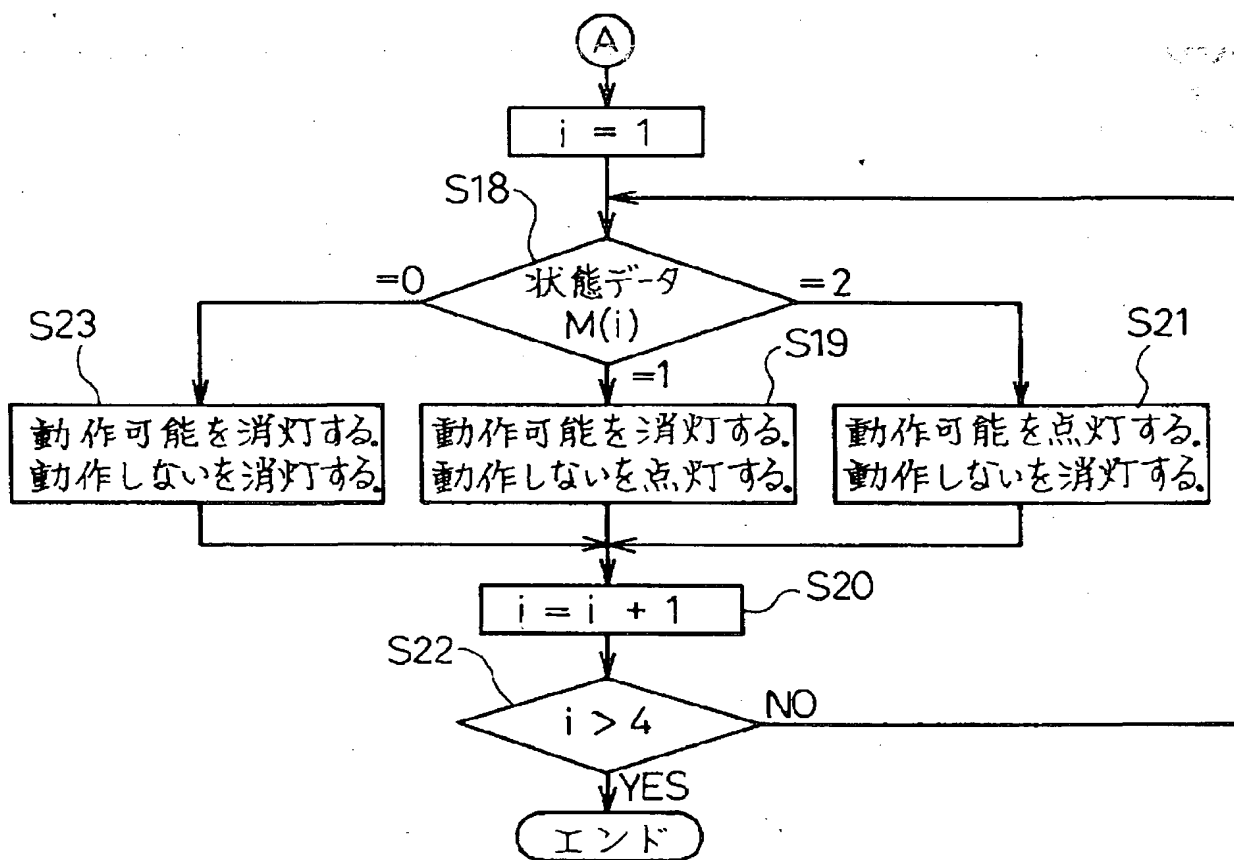 A
i = 1
S18
状態データ
M(i)
=0
=1
=2
S23
動作可能を消灯する.
動作しないを消灯する.
S19
動作可能を消灯する.
動作しないを点灯する.
S21
動作可能を点灯する.
動作しないを消灯する.
S20
i = i + 1
S22
i > 4
NO
YES
エンド